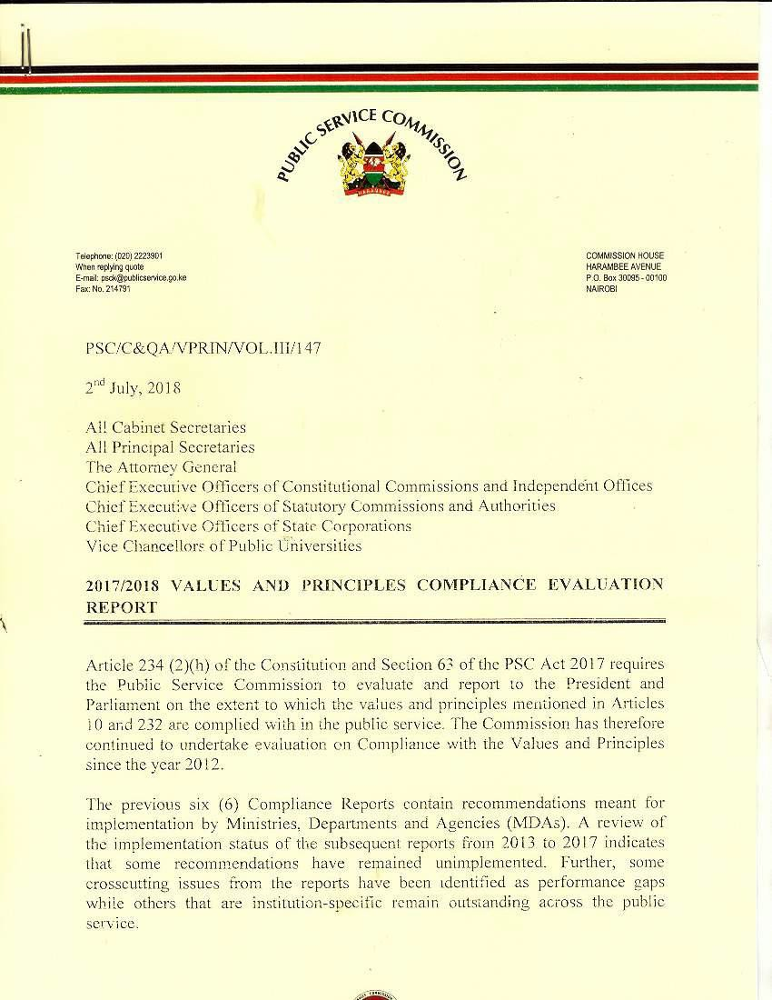 PUBLIC SERVICE COMMISSION
HARAMBEE
Telephone: (020) 2223901
When replying quote
E-mail: psck@publicservice.go.ke
Fax: No. 214791
COMMISSION HOUSE
HARAMBEE AVENUE
P.O. Box 30095 - 00100
NAIROBI
PSC/C&QA/VPRIN/VOL.III/147
2nd July, 2018
All Cabinet Secretaries
All Principal Secretaries
The Attorney General
Chief Executive Officers of Constitutional Commissions and Independent Offices
Chief Executive Officers of Statutory Commissions and Authorities
Chief Executive Officers of State Corporations
Vice Chancellors of Public Universities
2017/2018 VALUES AND PRINCIPLES COMPLIANCE EVALUATION
REPORT
Article 234 (2)(h) of the Constitution and Section 63 of the PSC Act 2017 requires
the Public Service Commission to evaluate and report to the President and
Parliament on the extent to which the values and principles mentioned in Articles
10 and 232 are complied with in the public service. The Commission has therefore
continued to undertake evaluation on Compliance with the Values and Principles
since the year 2012.
The previous six (6) Compliance Reports contain recommendations meant for
implementation by Ministries, Departments and Agencies (MDAs). A review of
the implementation status of the subsequent reports from 2013 to 2017 indicates
that some recommendations have remained unimplemented. Further, some
crosscutting issues from the reports have been identified as performance gaps
while others that are institution-specific remain outstanding across the public
service.